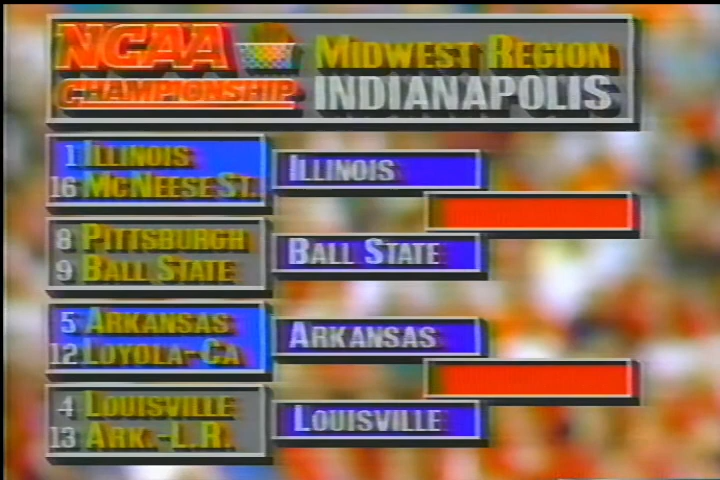 NCAA
CHAMPIONSHIP
MIDWEST REGION
INDIANAPOLIS
1 ILLINOIS
16 MCNEESE ST.
ILLINOIS
8 PITTSBURGH
9 BALL STATE
BALL STATE
5 ARKANSAS
12 LOYOLA-CA
ARKANSAS
4 LOUISVILLE
13 ARK.-L.R.
LOUISVILLE